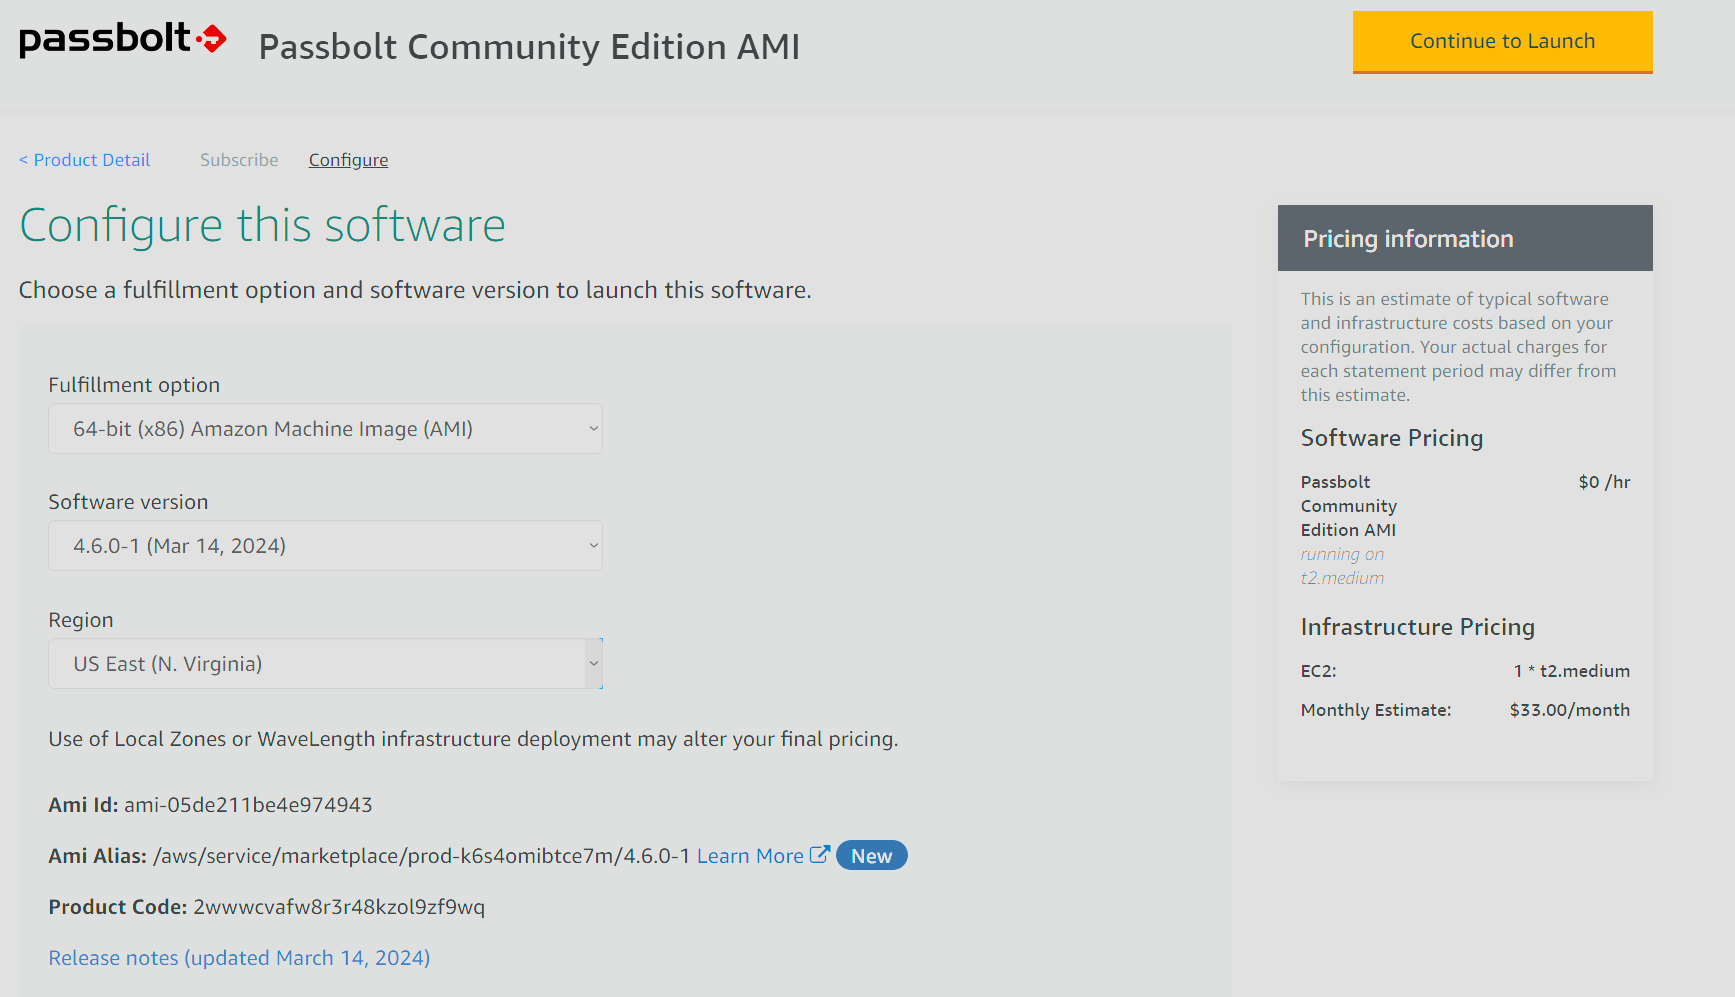 passbolt
Passbolt Community Edition AMI
Continue to Launch
< Product Detail
Subscribe
Configure
Configure this software
Choose a fulfillment option and software version to launch this software.
Fulfillment option
64-bit (x86) Amazon Machine Image (AMI)
Software version
4.6.0-1 (Mar 14, 2024)
Region
US East (N. Virginia)
Use of Local Zones or WaveLength infrastructure deployment may alter your final pricing.
Ami Id: ami-05de211be4e974943
Ami Alias: /aws/service/marketplace/prod-k6s4omibtce7m/4.6.0-1 Learn More New
Product Code: 2wwwcvafw8r3r48kzol9zf9wq
Release notes (updated March 14, 2024)
Pricing information
This is an estimate of typical software
and infrastructure costs based on your
configuration. Your actual charges for
each statement period may differ from
this estimate.
Software Pricing
Passbolt $0 /hr
Community
Edition AMI
running on
t2.medium
Infrastructure Pricing
EC2: 1 * t2.medium
Monthly Estimate: $33.00/month